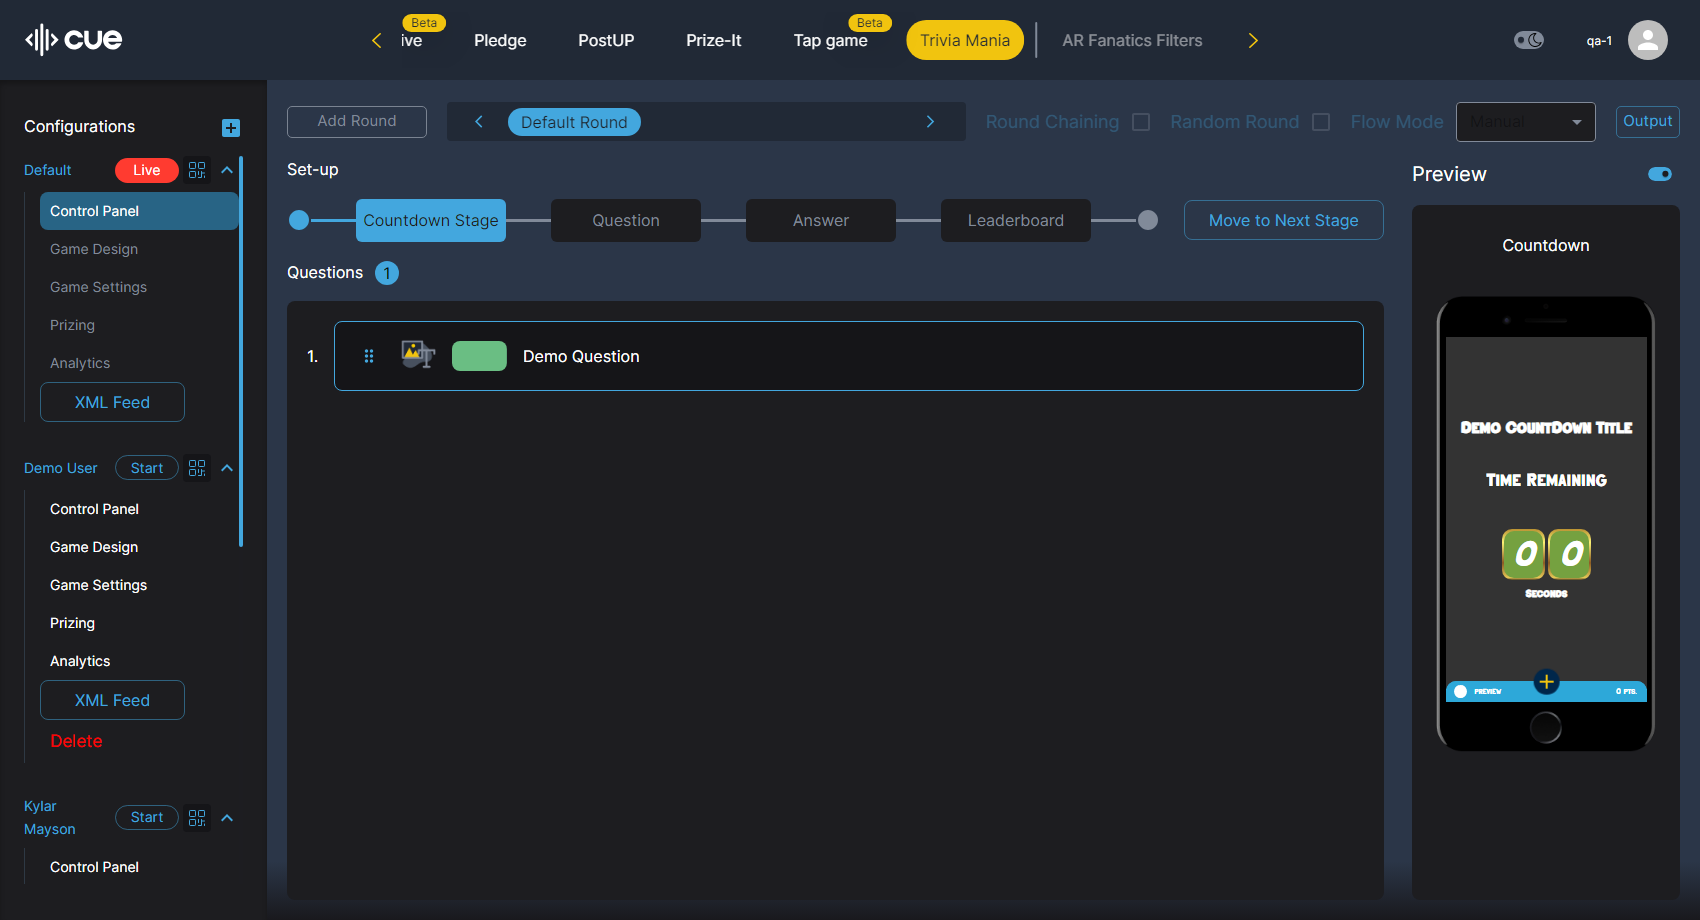 cue
ive
Beta
Pledge
PostUP
Prize-It
Tap game
Beta
Trivia Mania
AR Fanatics Filters
qa-1
Configurations
Default
Live
Control Panel
Game Design
Game Settings
Prizing
Analytics
XML Feed
Demo User
Start
Control Panel
Game Design
Game Settings
Prizing
Analytics
XML Feed
Delete
Kylar
Mayson
Start
Control Panel
Add Round
Default Round
Round Chaining
Random Round
Flow Mode
Manual
Output
Set-up
Countdown Stage
Question
Answer
Leaderboard
Move to Next Stage
Questions 1
1.
Demo Question
Preview
Countdown
Demo CountDown Title
Time Remaining
0 0
Seconds
PREVIEW
0 PTS.